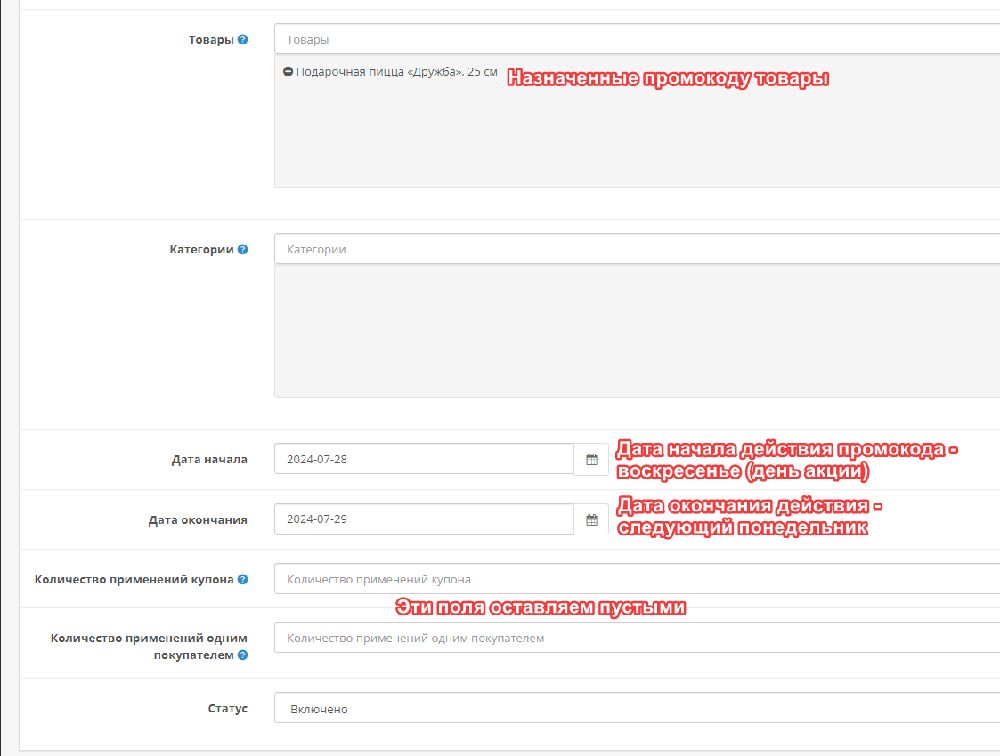 Товары ?
Товары
Подарочная пицца «Дружба», 25 см
Назначенные промокоду товары
Категории ?
Категории
Дата начала
2024-07-28
Дата начала действия промокода -
воскресенье (день акции)
Дата окончания
2024-07-29
Дата окончания действия -
следующий понедельник
Количество применений купона ?
Количество применений купона
Эти поля оставляем пустыми
Количество применений одним
покупателем ?
Количество применений одним покупателем
Статус
Включено